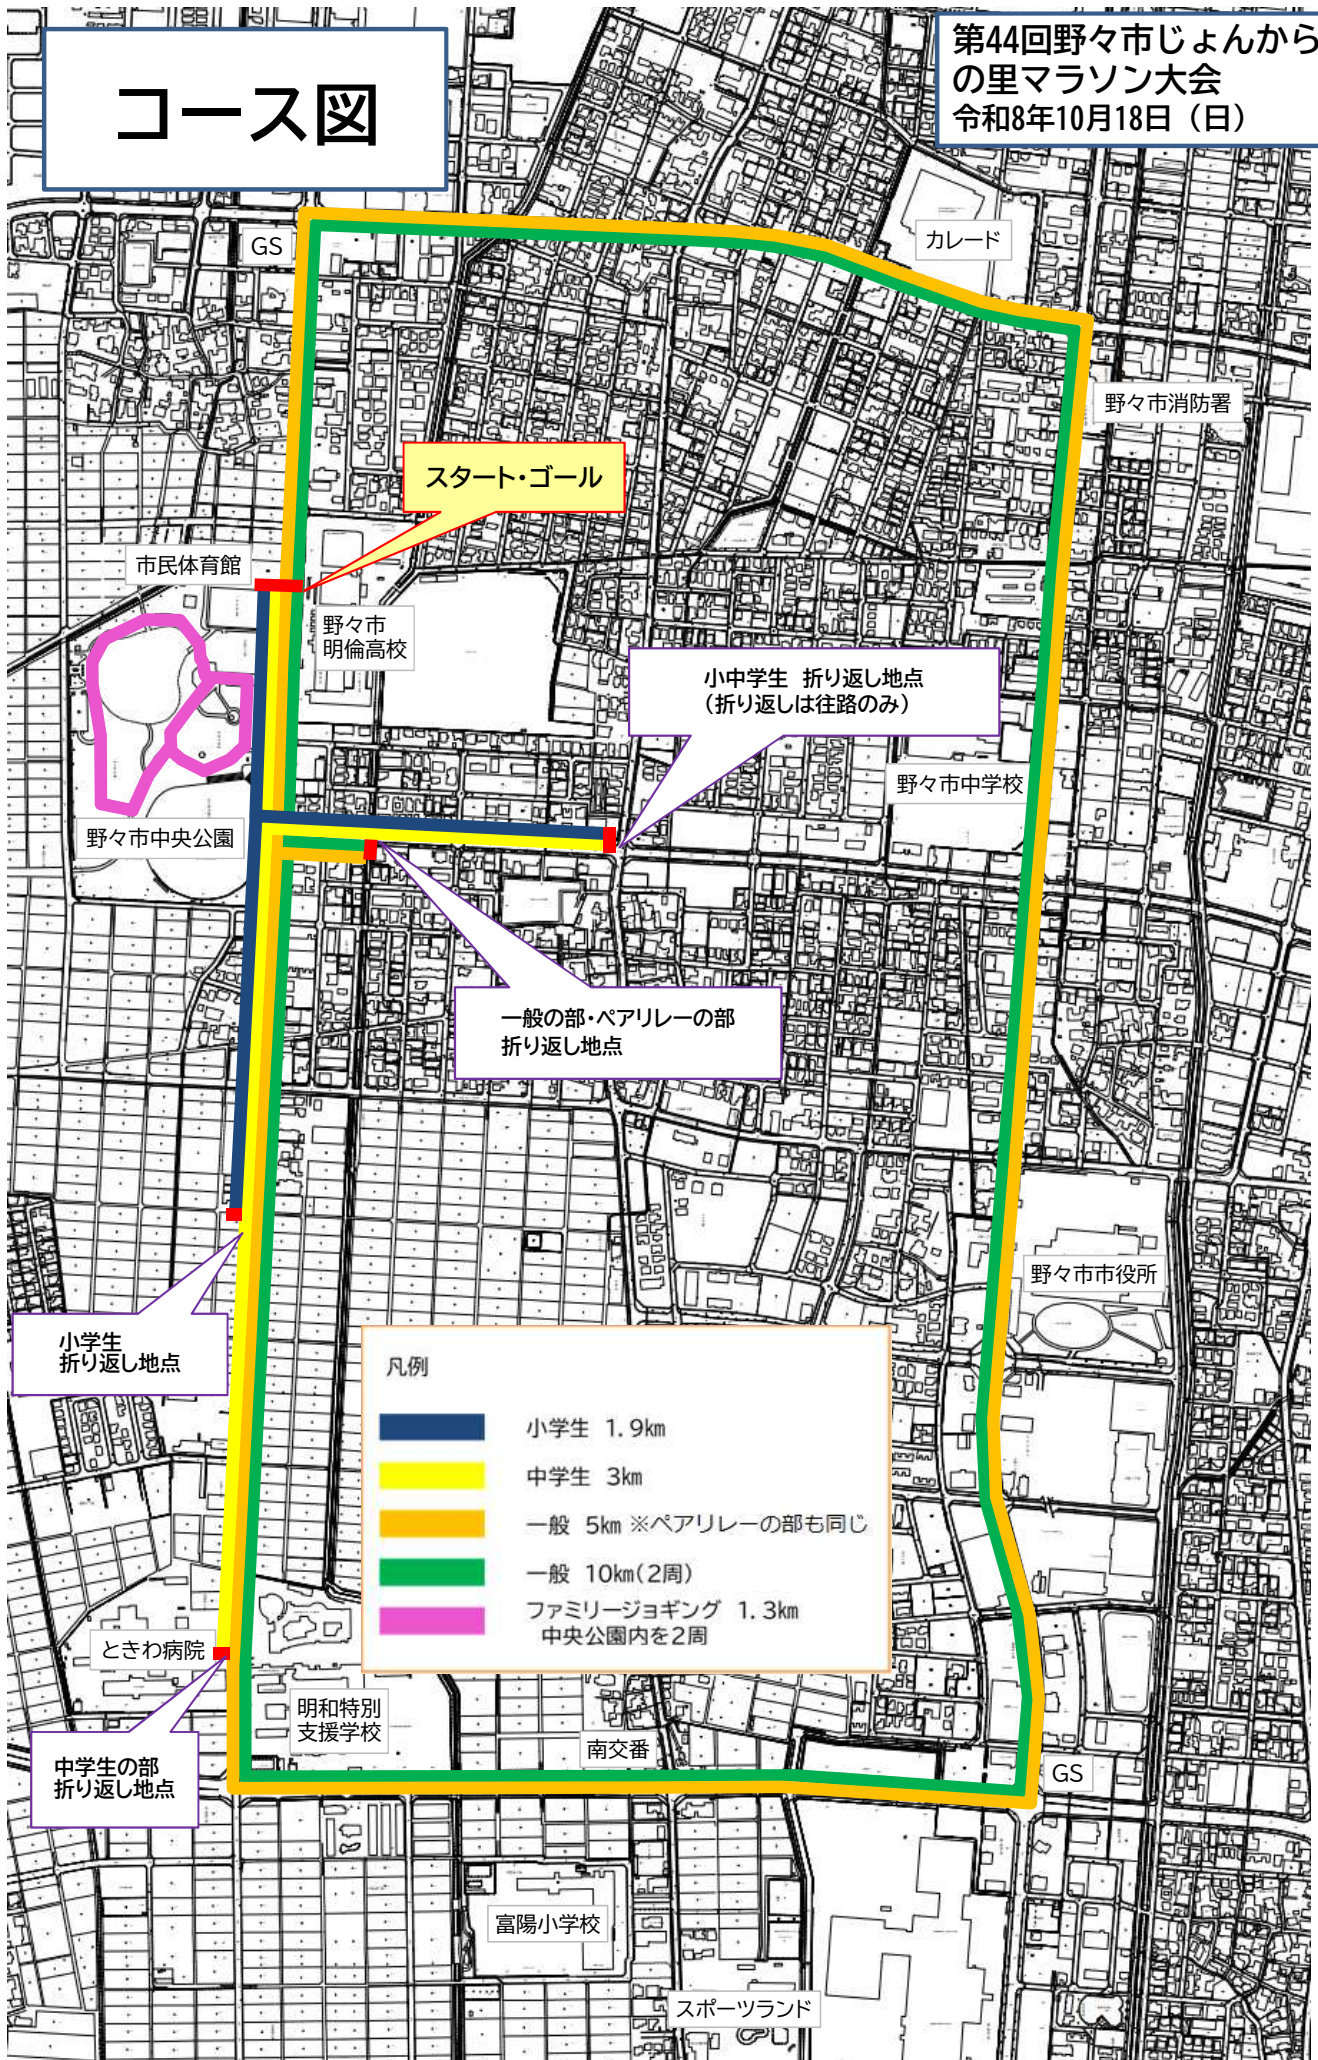 コース図
第44回野々市じょんから
の里マラソン大会
令和8年10月18日（日）
GS
カレード
野々市消防署
スタート・ゴール
市民体育館
野々市
明倫高校
小中学生 折り返し地点
（折り返しは往路のみ）
野々市中学校
野々市中央公園
一般の部・ペアリレーの部
折り返し地点
野々市市役所
小学生
折り返し地点
凡例
小学生 1.9㎞
中学生 3㎞
一般 5㎞ ※ペアリレーの部も同じ
一般 10㎞(2周)
ファミリージョギング 1.3㎞
中央公園内を2周
ときわ病院
明和特別
支援学校
南交番
中学生の部
折り返し地点
GS
富陽小学校
スポーツランド